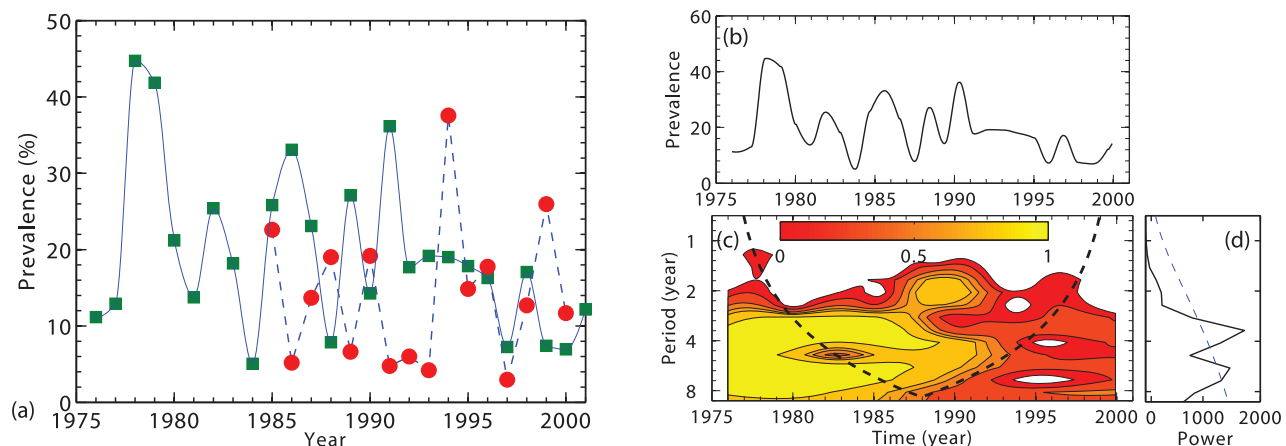 (a)
Prevalence (%)
50
40
30
20
10
0
1975 1980 1985 1990 1995 2000
Year
(b)
Prevalence
60
40
20
0
1975 1980 1985 1990 1995 2000
(c)
0 0.5 1
Period (year)
1
2
4
8
1975 1980 1985 1990 1995 2000
Time (year)
(d)
0 1000 2000
Power